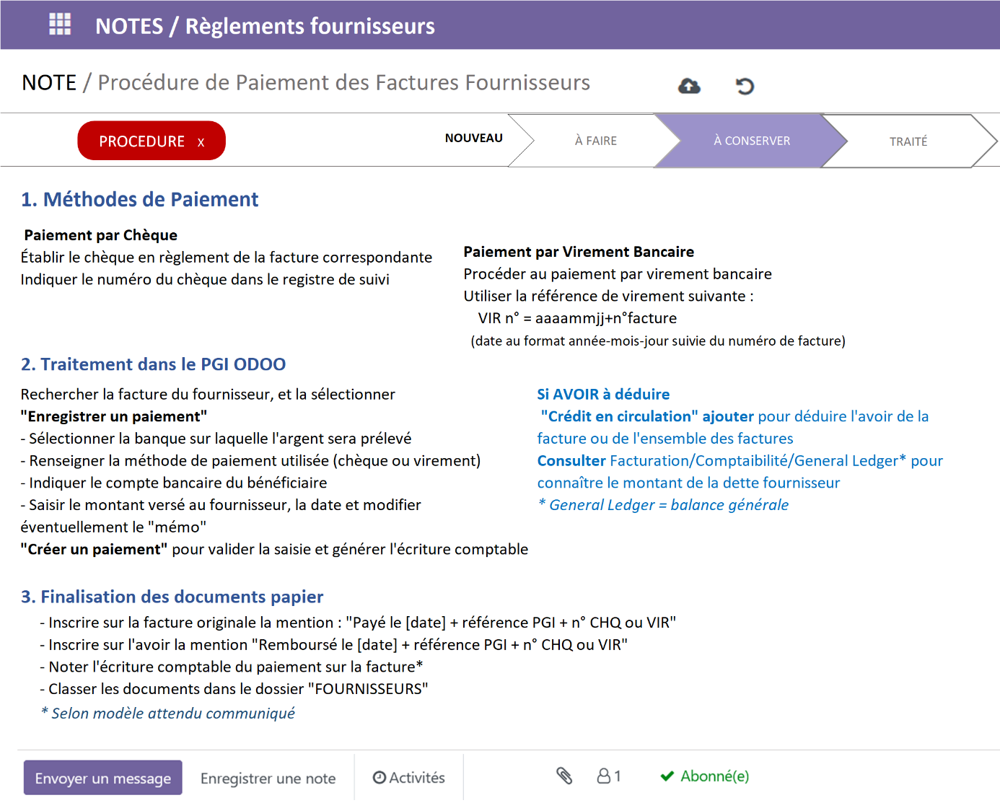 NOTES / Règlements fournisseurs
NOTE / Procédure de Paiement des Factures Fournisseurs
PROCEDURE x
NOUVEAU
À FAIRE
À CONSERVER
TRAITÉ
1. Méthodes de Paiement
Paiement par Chèque
Établir le chèque en règlement de la facture correspondante
Indiquer le numéro du chèque dans le registre de suivi
Paiement par Virement Bancaire
Procéder au paiement par virement bancaire
Utiliser la référence de virement suivante :
VIR n° = aaaammjj+n°facture
(date au format année-mois-jour suivie du numéro de facture)
2. Traitement dans le PGI ODOO
Rechercher la facture du fournisseur, et la sélectionner
"Enregistrer un paiement"
- Sélectionner la banque sur laquelle l'argent sera prélevé
- Renseigner la méthode de paiement utilisée (chèque ou virement)
- Indiquer le compte bancaire du bénéficiaire
- Saisir le montant versé au fournisseur, la date et modifier
éventuellement le "mémo"
"Créer un paiement" pour valider la saisie et générer l'écriture comptable
Si AVOIR à déduire
"Crédit en circulation" ajouter pour déduire l'avoir de la
facture ou de l'ensemble des factures
Consulter Facturation/Comptaibilité/General Ledger* pour
connaître le montant de la dette fournisseur
* General Ledger = balance générale
3. Finalisation des documents papier
- Inscrire sur la facture originale la mention : "Payé le [date] + référence PGI + n° CHQ ou VIR"
- Inscrire sur l'avoir la mention "Remboursé le [date] + référence PGI + n° CHQ ou VIR"
- Noter l'écriture comptable du paiement sur la facture*
- Classer les documents dans le dossier "FOURNISSEURS"
* Selon modèle attendu communiqué
Envoyer un message
Enregistrer une note
Activités
1
Abonné(e)